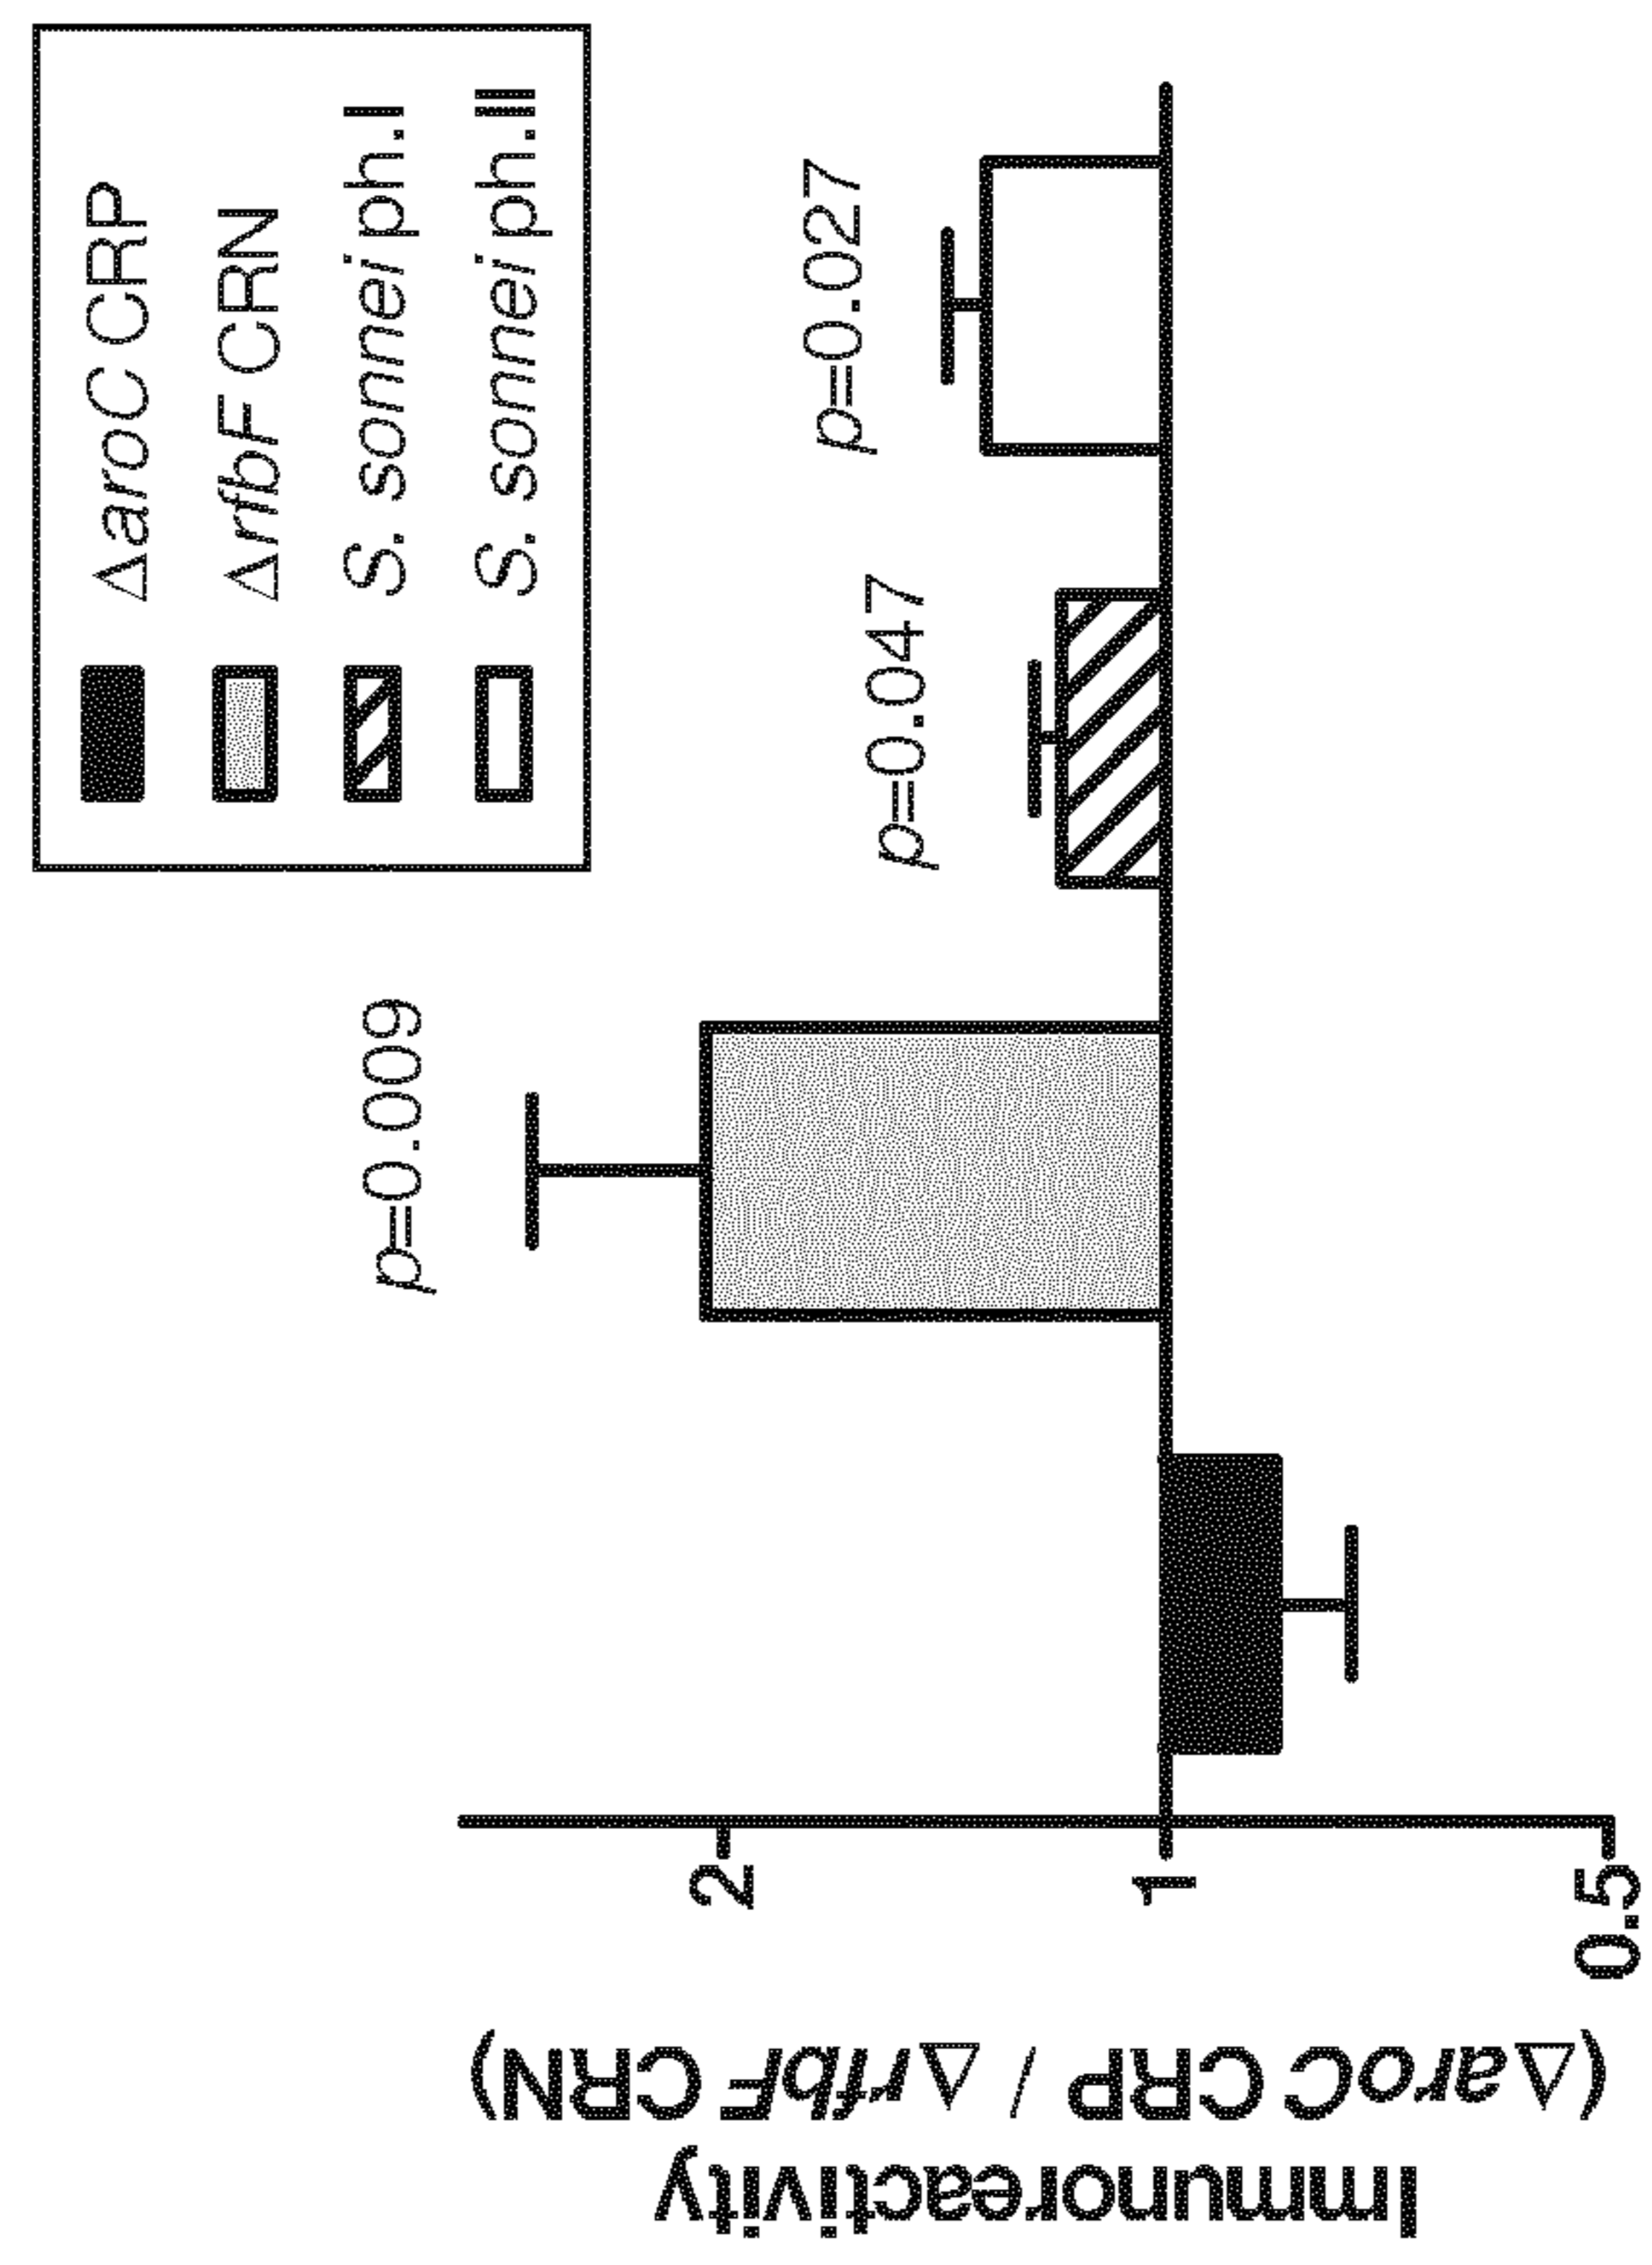 ΔaroC CRP
ΔrfbF CRN
S. sonnei ph.I
S. sonnei ph.II
p=0.009
p=0.047
p=0.027
2
1
0.5
Immunoreactivity
(ΔaroC CRP / ΔrfbF CRN)